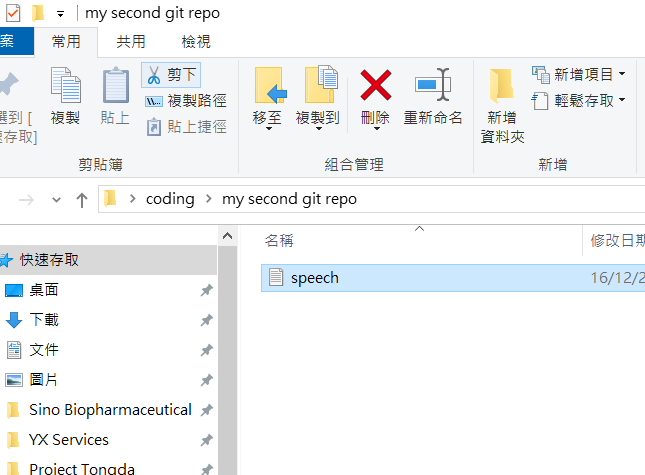 my second git repo
案 常用 共用 檢視
選到 [
速存取]
複製
貼上
剪下
複製路徑
貼上捷徑
剪貼簿
移至
複製到
刪除
重新命名
組合管理
新增
資料夾
新增項目
輕鬆存取
新增
coding > my second git repo
快速存取
桌面
下載
文件
圖片
Sino Biopharmaceutical
YX Services
Project Tongda
名稱 修改日期
speech 16/12/2